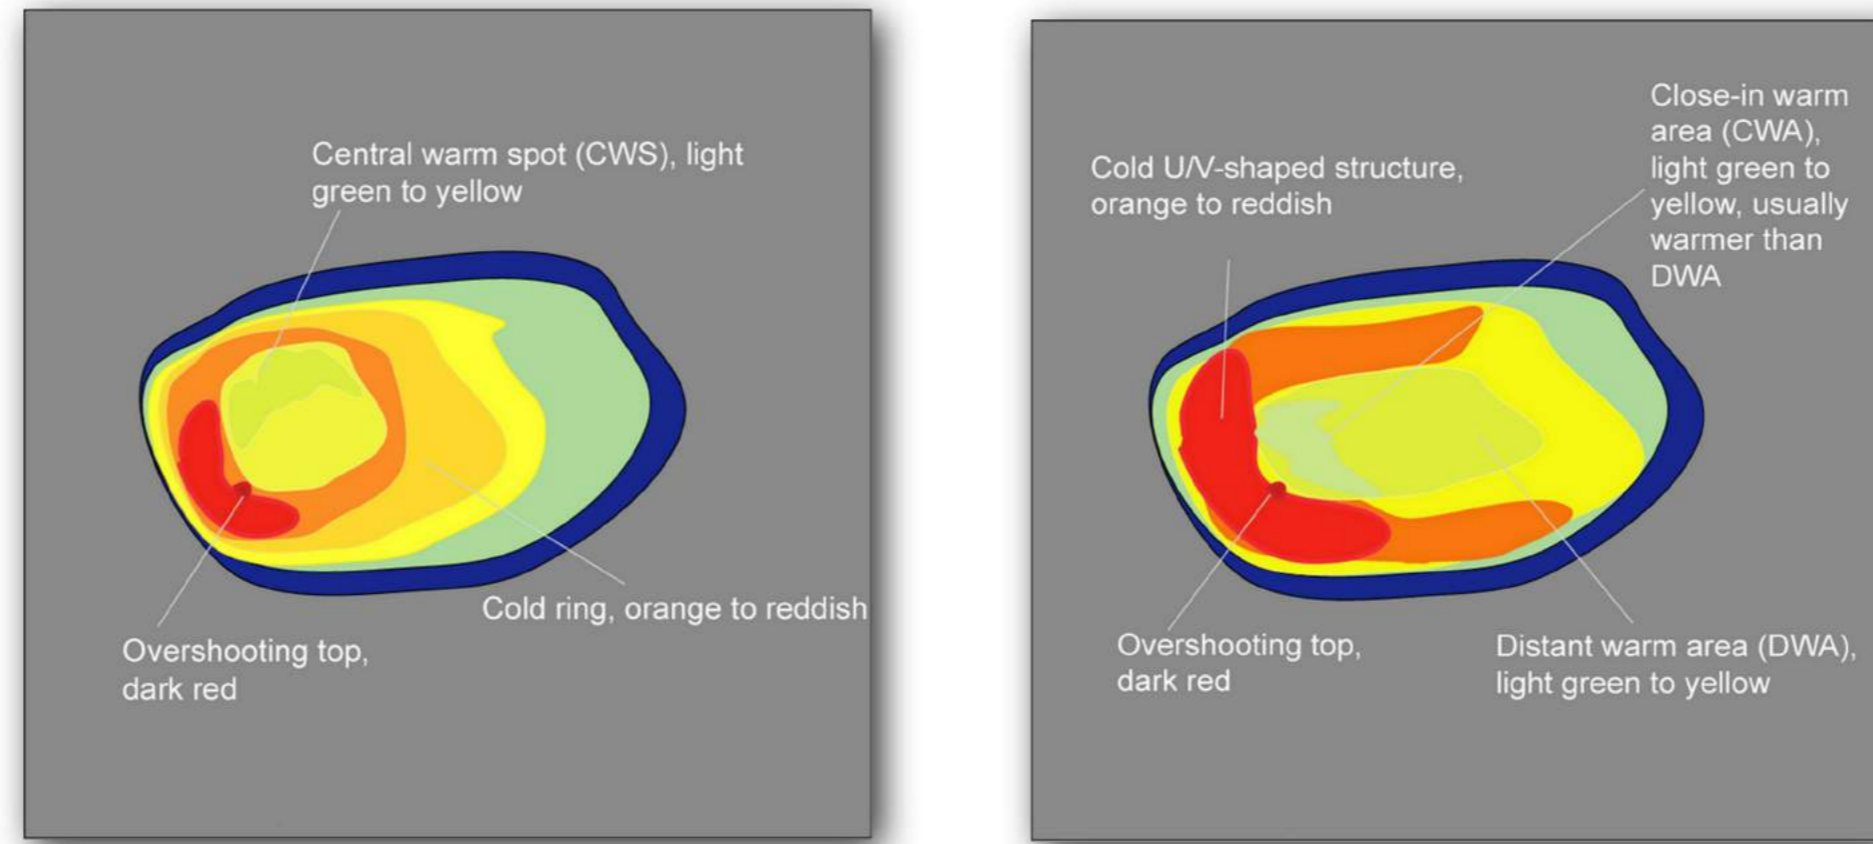 Central warm spot (CWS), light
green to yellow
Cold ring, orange to reddish
Overshooting top,
dark red
Close-in warm
area (CWA),
light green to
yellow, usually
warmer than
DWA
Cold U/V-shaped structure,
orange to reddish
Overshooting top,
dark red
Distant warm area (DWA),
light green to yellow